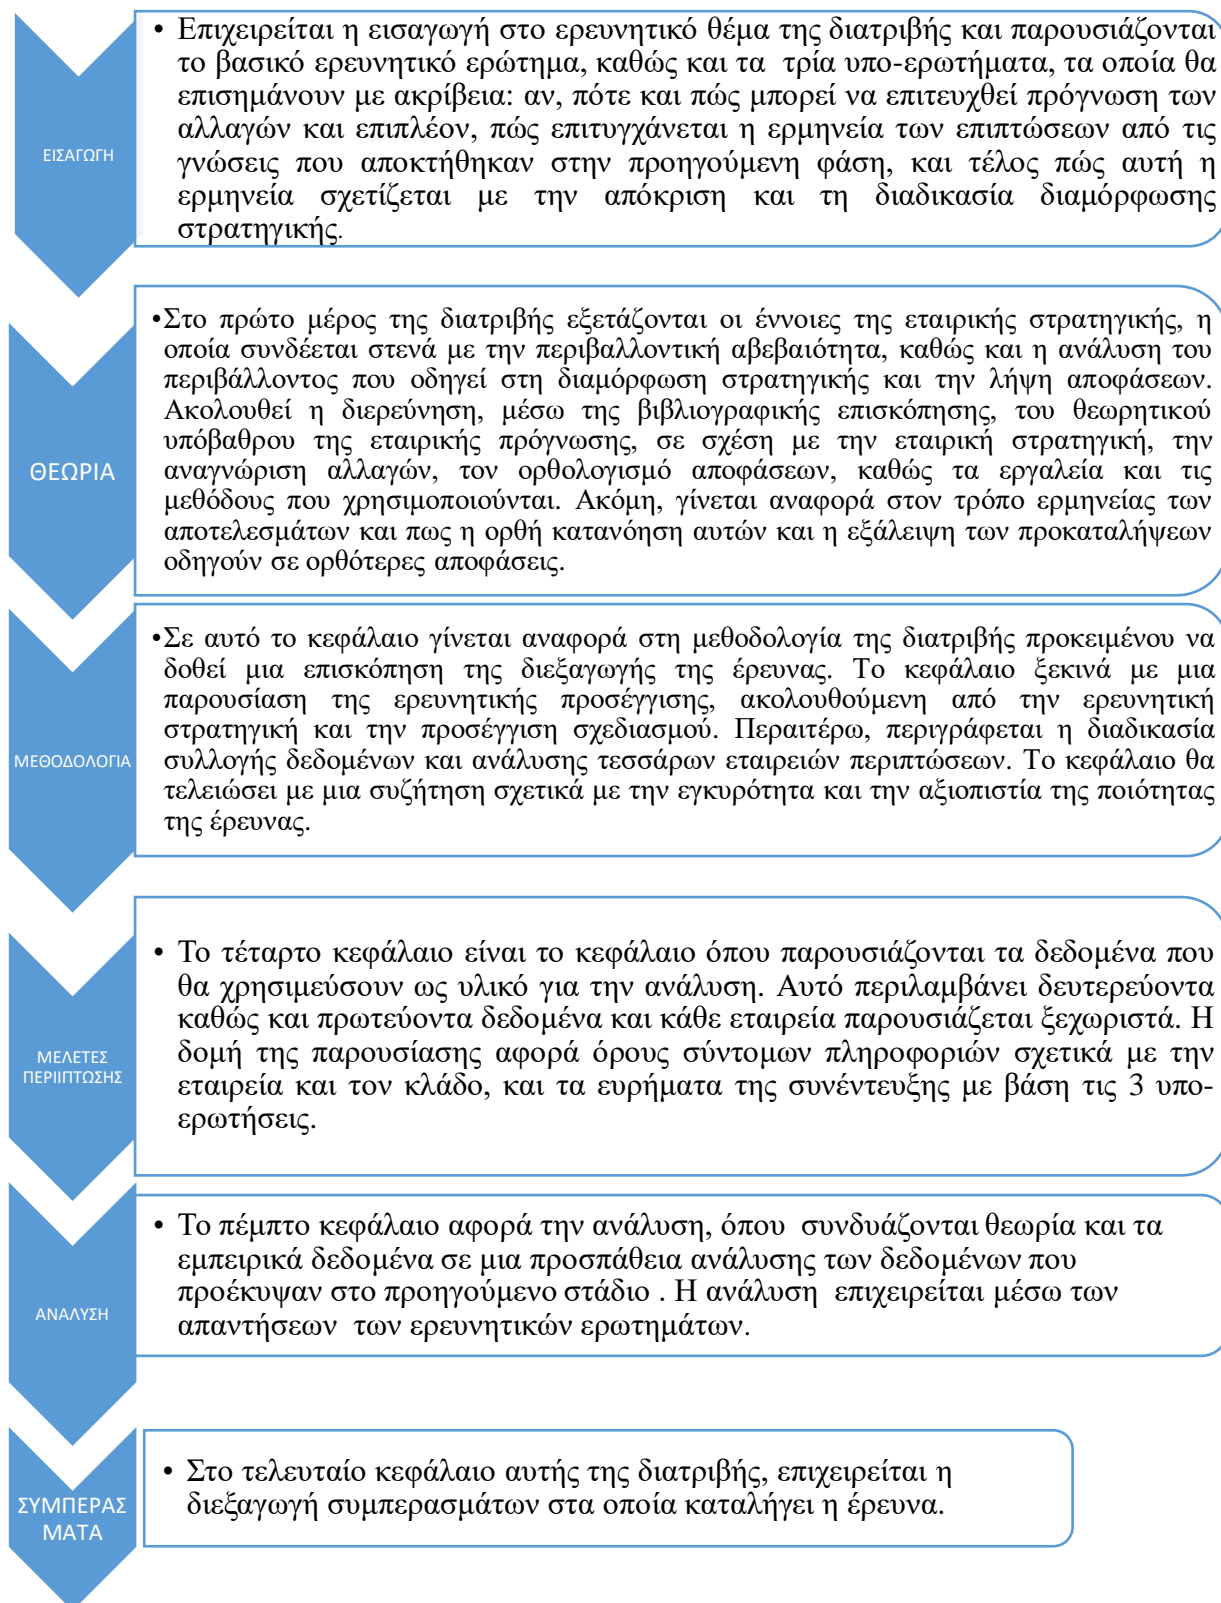 ΕΙΣΑΓΩΓΗ
• Επιχειρείται η εισαγωγή στο ερευνητικό θέμα της διατριβής και παρουσιάζονται
το βασικό ερευνητικό ερώτημα, καθώς και τα τρία υπο-ερωτήματα, τα οποία θα
επισημάνουν με ακρίβεια: αν, πότε και πώς μπορεί να επιτευχθεί πρόγνωση των
αλλαγών και επιπλέον, πώς επιτυγχάνεται η ερμηνεία των επιπτώσεων από τις
γνώσεις που αποκτήθηκαν στην προηγούμενη φάση, και τέλος πώς αυτή η
ερμηνεία σχετίζεται με την απόκριση και τη διαδικασία διαμόρφωσης
στρατηγικής.
ΘΕΩΡΙΑ
•Στο πρώτο μέρος της διατριβής εξετάζονται οι έννοιες της εταιρικής στρατηγικής, η
οποία συνδέεται στενά με την περιβαλλοντική αβεβαιότητα, καθώς και η ανάλυση του
περιβάλλοντος που οδηγεί στη διαμόρφωση στρατηγικής και την λήψη αποφάσεων.
Ακολουθεί η διερεύνηση, μέσω της βιβλιογραφικής επισκόπησης, του θεωρητικού
υπόβαθρου της εταιρικής πρόγνωσης, σε σχέση με την εταιρική στρατηγική, την
αναγνώριση αλλαγών, τον ορθολογισμό αποφάσεων, καθώς τα εργαλεία και τις
μεθόδους που χρησιμοποιούνται. Ακόμη, γίνεται αναφορά στον τρόπο ερμηνείας των
αποτελεσμάτων και πως η ορθή κατανόηση αυτών και η εξάλειψη των προκαταλήψεων
οδηγούν σε ορθότερες αποφάσεις.
ΜΕΘΟΔΟΛΟΓΙΑ
•Σε αυτό το κεφάλαιο γίνεται αναφορά στη μεθοδολογία της διατριβής προκειμένου να
δοθεί μια επισκόπηση της διεξαγωγής της έρευνας. Το κεφάλαιο ξεκινά με μια
παρουσίαση της ερευνητικής προσέγγισης, ακολουθούμενη από την ερευνητική
στρατηγική και την προσέγγιση σχεδιασμού. Περαιτέρω, περιγράφεται η διαδικασία
συλλογής δεδομένων και ανάλυσης τεσσάρων εταιρειών περιπτώσεων. Το κεφάλαιο θα
τελειώσει με μια συζήτηση σχετικά με την εγκυρότητα και την αξιοπιστία της ποιότητας
της έρευνας.
ΜΕΛΕΤΕΣ
ΠΕΡΙΙΠΤΩΣΗΣ
• Το τέταρτο κεφάλαιο είναι το κεφάλαιο όπου παρουσιάζονται τα δεδομένα που
θα χρησιμεύσουν ως υλικό για την ανάλυση. Αυτό περιλαμβάνει δευτερεύοντα
καθώς και πρωτεύοντα δεδομένα και κάθε εταιρεία παρουσιάζεται ξεχωριστά. Η
δομή της παρουσίασης αφορά όρους σύντομων πληροφοριών σχετικά με την
εταιρεία και τον κλάδο, και τα ευρήματα της συνέντευξης με βάση τις 3 υπο-
ερωτήσεις.
ΑΝΑΛΥΣΗ
• Το πέμπτο κεφάλαιο αφορά την ανάλυση, όπου συνδυάζονται θεωρία και τα
εμπειρικά δεδομένα σε μια προσπάθεια ανάλυσης των δεδομένων που
προέκυψαν στο προηγούμενο στάδιο . Η ανάλυση επιχειρείται μέσω των
απαντήσεων των ερευνητικών ερωτημάτων.
ΣΥΜΠΕΡΑΣ
ΜΑΤΑ
• Στο τελευταίο κεφάλαιο αυτής της διατριβής, επιχειρείται η
διεξαγωγή συμπερασμάτων στα οποία καταλήγει η έρευνα.